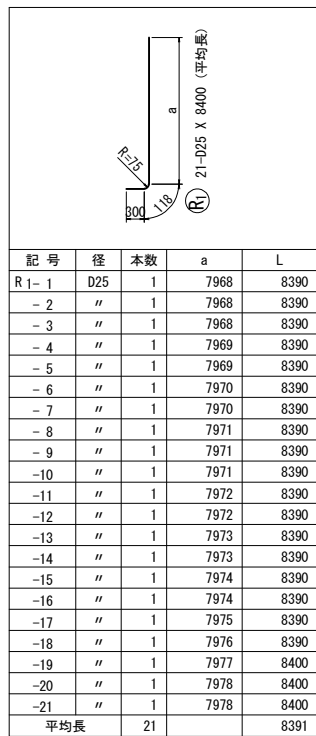 a
21-D25 X 8400 (平均長)
R=75
300
118
R1
記 号 径 本数 a L
R 1- 1 D25 1 7968 8390
- 2 〃 1 7968 8390
- 3 〃 1 7968 8390
- 4 〃 1 7969 8390
- 5 〃 1 7969 8390
- 6 〃 1 7970 8390
- 7 〃 1 7970 8390
- 8 〃 1 7971 8390
- 9 〃 1 7971 8390
-10 〃 1 7971 8390
-11 〃 1 7972 8390
-12 〃 1 7972 8390
-13 〃 1 7973 8390
-14 〃 1 7973 8390
-15 〃 1 7974 8390
-16 〃 1 7974 8390
-17 〃 1 7975 8390
-18 〃 1 7976 8390
-19 〃 1 7977 8400
-20 〃 1 7978 8400
-21 〃 1 7978 8400
平均長 21 8391